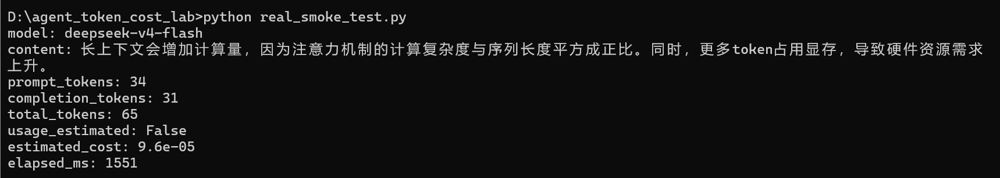 D:\agent_token_cost_lab>python real_smoke_test.py
model: deepseek-v4-flash
content: 长上下文会增加计算量，因为注意力机制的计算复杂度与序列长度平方成正比。同时，更多token占用显存，导致硬件资源需求
上升。
prompt_tokens: 34
completion_tokens: 31
total_tokens: 65
usage_estimated: False
estimated_cost: 9.6e-05
elapsed_ms: 1551